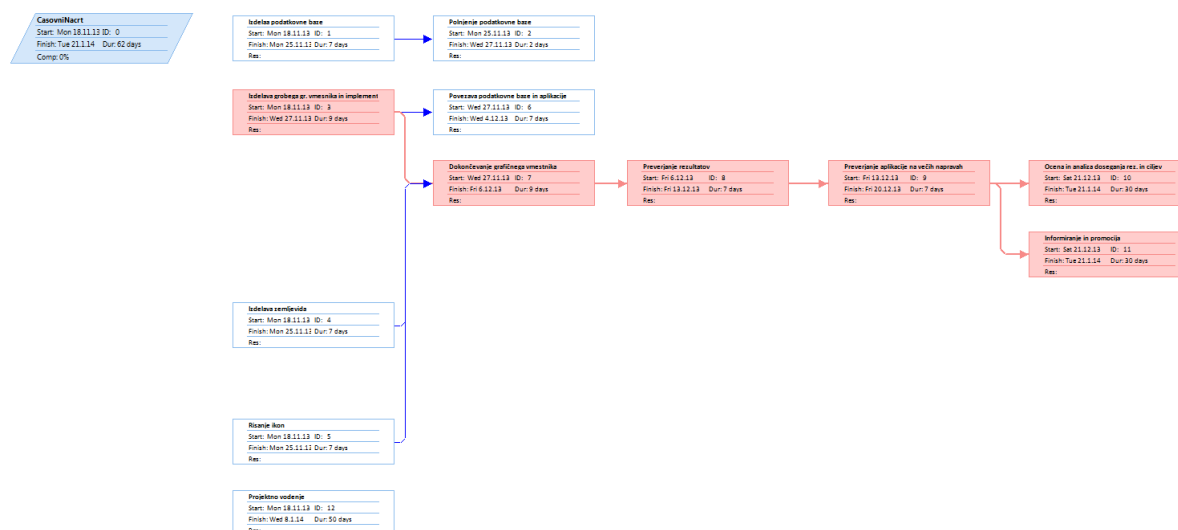 CasovniNacrt
Start: Mon 18.11.13 ID: 0
Finish: Tue 21.1.14 Dur: 62 days
Comp: 0%
Izdelaa podatkovne base
Start: Mon 18.11.13 ID: 1
Finish: Mon 25.11.13 Dur: 7 days
Res:
Polnjenje podatkovne base
Start: Mon 25.11.13 ID: 2
Finish: Wed 27.11.13 Dur: 2 days
Res:
Izdelava grobega gr. vmesnika in implement
Start: Mon 18.11.13 ID: 3
Finish: Wed 27.11.13 Dur: 9 days
Res:
Povezava podatkovne base in aplikacije
Start: Wed 27.11.13 ID: 6
Finish: Wed 4.12.13 Dur: 7 days
Res:
Dokončevanje grafičnega vmestnika
Start: Wed 27.11.13 ID: 7
Finish: Fri 6.12.13 Dur: 9 days
Res:
Preverjanje rezultatov
Start: Fri 6.12.13 ID: 8
Finish: Fri 13.12.13 Dur: 7 days
Res:
Preverjanje aplikacije na večih napravah
Start: Fri 13.12.13 ID: 9
Finish: Fri 20.12.13 Dur: 7 days
Res:
Ocena in analiza doseganja rez. in ciljev
Start: Sat 21.12.13 ID: 10
Finish: Tue 21.1.14 Dur: 30 days
Res:
Informiranje in promocija
Start: Sat 21.12.13 ID: 11
Finish: Tue 21.1.14 Dur: 30 days
Res:
Izdelava zemljevida
Start: Mon 18.11.13 ID: 4
Finish: Mon 25.11.13 Dur: 7 days
Res:
Risanje ikon
Start: Mon 18.11.13 ID: 5
Finish: Mon 25.11.13 Dur: 7 days
Res:
Projektno vodenje
Start: Mon 18.11.13 ID: 12
Finish: Wed 8.1.14 Dur: 50 days
Res: